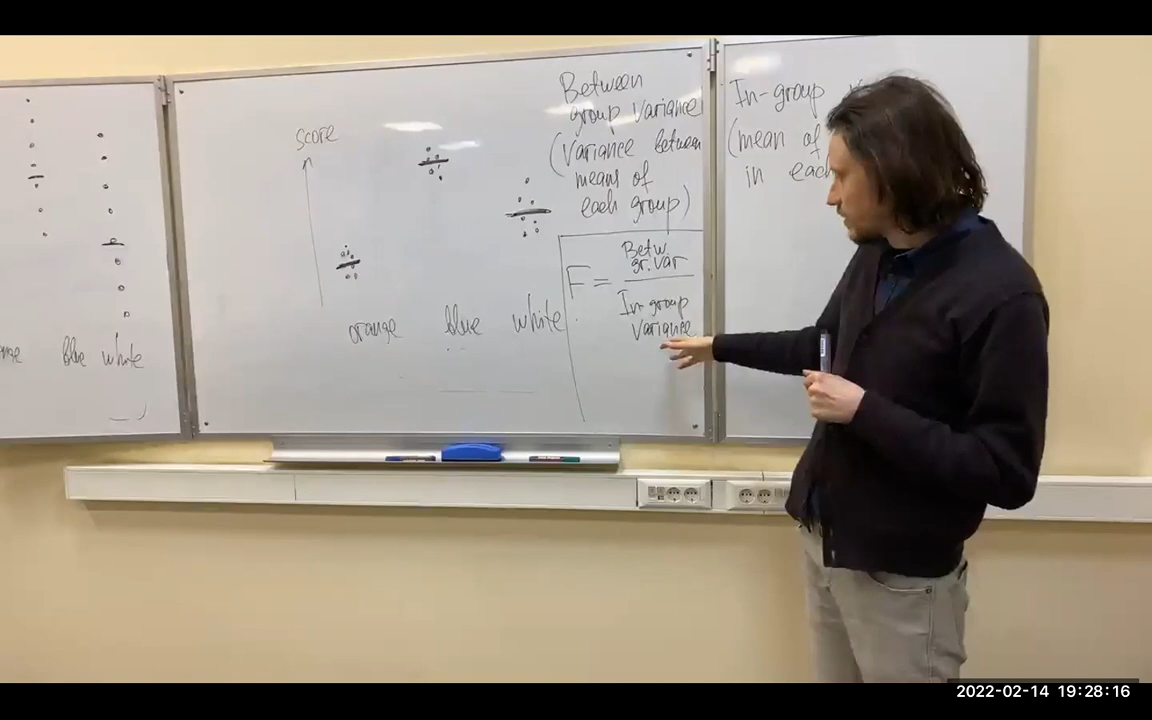 blue white
score
orange blue white
Between
group variance
(variance between
means of
each group)
F = Betw.
gr. var
In-group
variance
In-group
(mean of
in each
2022-02-14 19:28:16